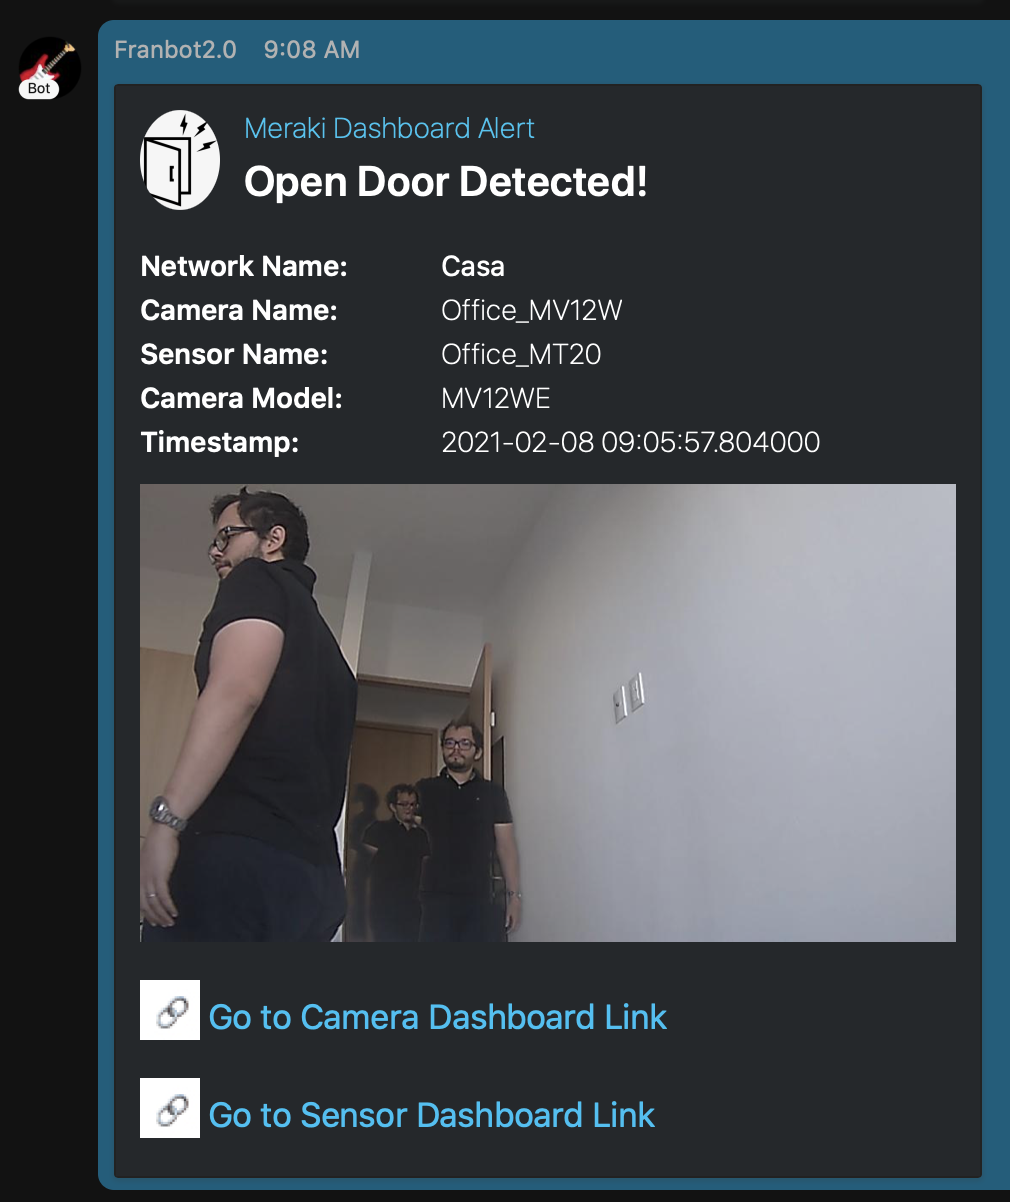 Franbot2.0 9:08 AM
Bot
Meraki Dashboard Alert
Open Door Detected!
Network Name: Casa
Camera Name: Office_MV12W
Sensor Name: Office_MT20
Camera Model: MV12WE
Timestamp: 2021-02-08 09:05:57.804000
Go to Camera Dashboard Link
Go to Sensor Dashboard Link